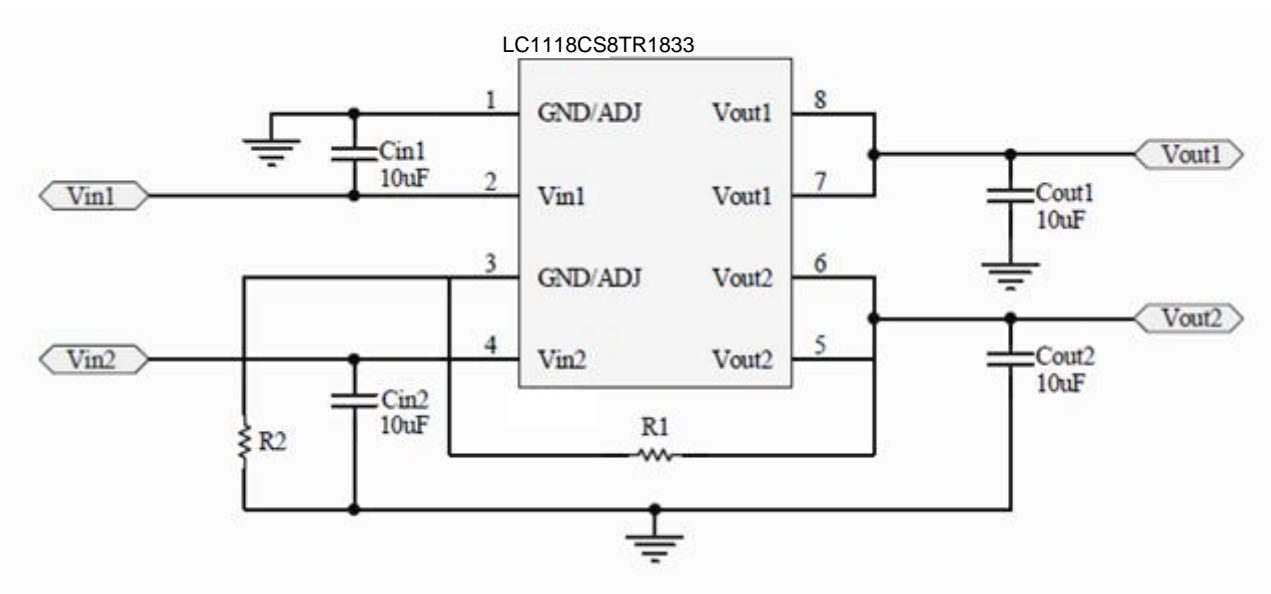 LC1118CS8TR1833
1 GND/ADJ Vout1 8
Cin1
10uF
Vout1
Vin1
2 Vin1 Vout1 7
Cout1
10uF
3 GND/ADJ Vout2 6
Vout2
Vin2
4 Vin2 Vout2 5
Cout2
10uF
Cin2
10uF
R1
R2